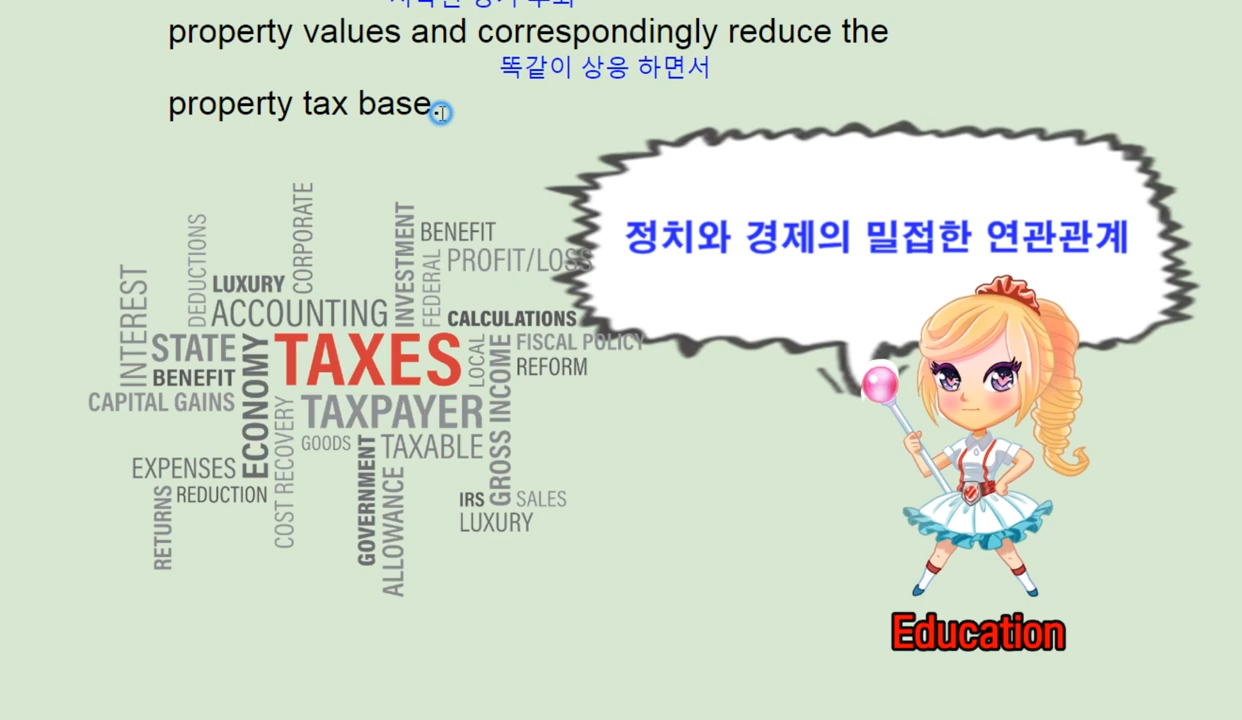 property values and correspondingly reduce the
똑같이 상응 하면서
property tax base.
정치와 경제의 밀접한 연관관계
CORPORATE
DEDUCTIONS
INVESTMENT
BENEFIT
FEDERAL
PROFIT/LOSS
INTEREST
LUXURY
ACCOUNTING
CALCULATIONS
STATE
ECONOMY
TAXES
LOCAL
GROSS INCOME
FISCAL POLICY
REFORM
BENEFIT
CAPITAL GAINS
COST RECOVERY
TAXPAYER
GOODS
GOVERNMENT
TAXABLE
EXPENSES
ALLOWANCE
RETURNS
REDUCTION
IRS
SALES
LUXURY
Education